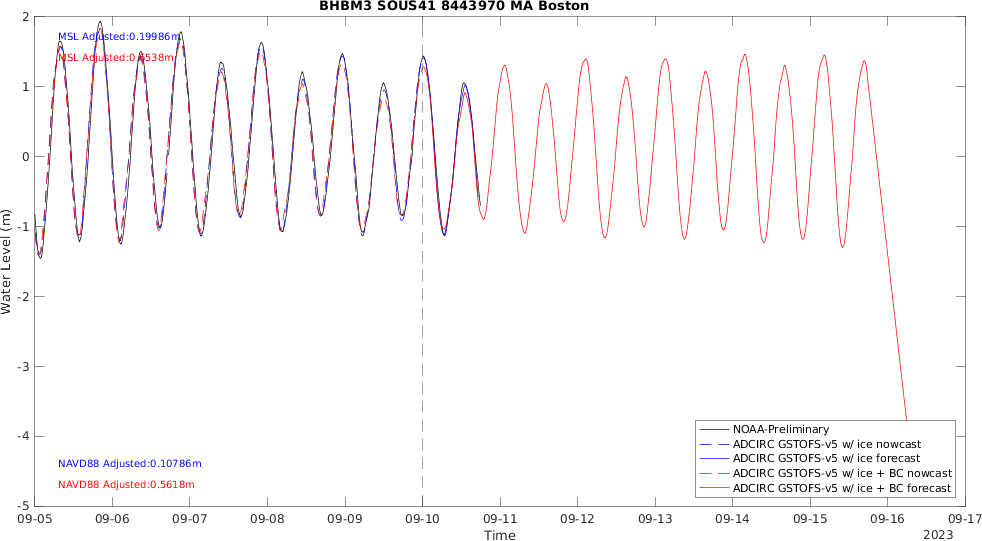 BHBM3 SOUS41 8443970 MA Boston
MSL Adjusted:0.19986m
MSL Adjusted:0.
538m
NAVD88 Adjusted:0.10786m
NAVD88 Adjusted:0.5618m
Water Level (m)
2
1
0
-1
-2
-3
-4
-5
NOAA-Preliminary
ADCIRC GSTOFS-v5 w/ ice nowcast
ADCIRC GSTOFS-v5 w/ ice forecast
ADCIRC GSTOFS-v5 w/ ice + BC nowcast
ADCIRC GSTOFS-v5 w/ ice + BC forecast
09-05 09-06 09-07 09-08 09-09 09-10 09-11 09-12 09-13 09-14 09-15 09-16 09-17
Time
2023